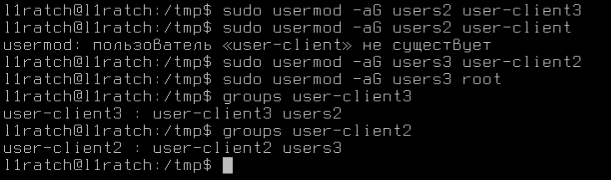 l1ratch@l1ratch:/tmp$ sudo usermod -aG users2 user-client3
l1ratch@l1ratch:/tmp$ sudo usermod -aG users2 user-client
usermod: пользователь «user-client» не существует
l1ratch@l1ratch:/tmp$ sudo usermod -aG users3 user-client2
l1ratch@l1ratch:/tmp$ sudo usermod -aG users3 root
l1ratch@l1ratch:/tmp$ groups user-client3
user-client3 : user-client3 users2
l1ratch@l1ratch:/tmp$ groups user-client2
user-client2 : user-client2 users3
l1ratch@l1ratch:/tmp$